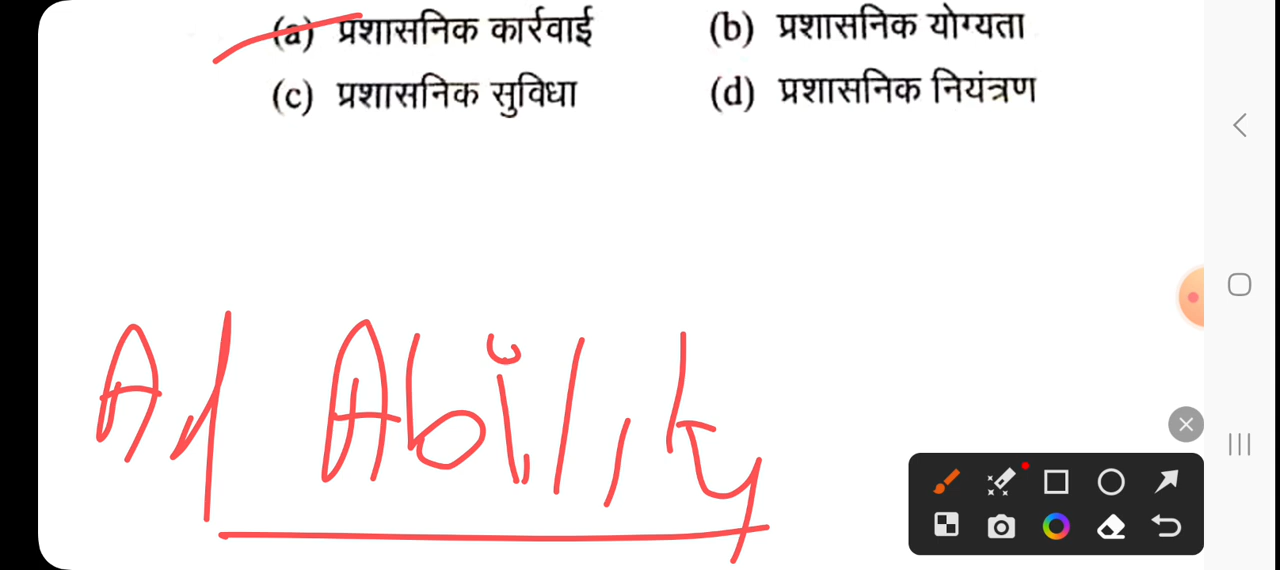 (a) प्रशासनिक कार्रवाई (b) प्रशासनिक योग्यता
(c) प्रशासनिक सुविधा (d) प्रशासनिक नियंत्रण
Ad Ability